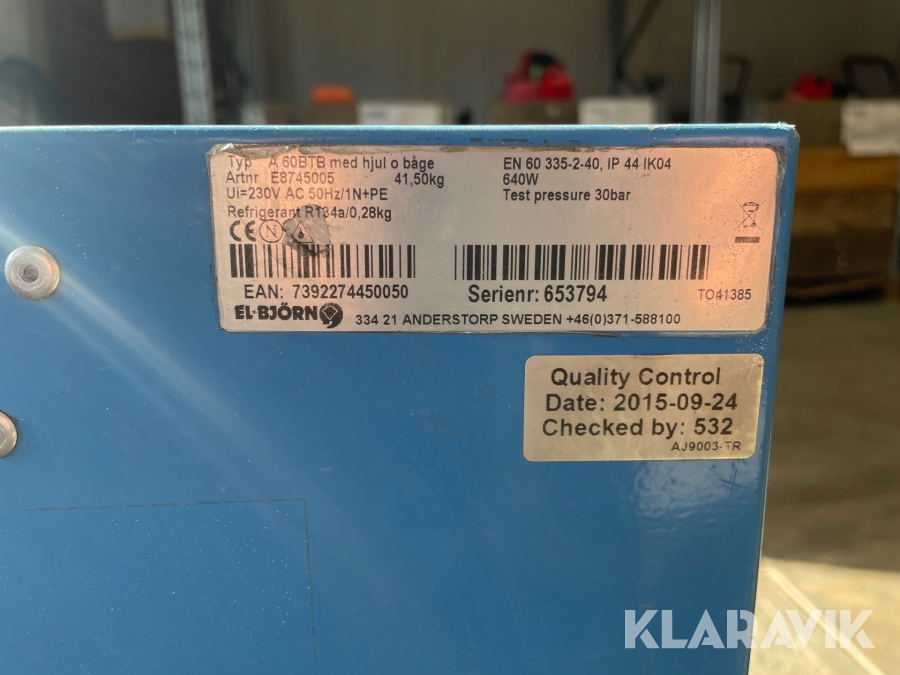 Typ A 60BTB med hjul o båge
Artnr E8745005 41,50kg
Ui=230V AC 50Hz/1N+PE
Refrigerant R134a/0,28kg
EN 60 335-2-40, IP 44 IK04
640W
Test pressure 30bar
CE N
EAN: 7392274450050
Serienr: 653794
TO41385
EL-BJÖRN 334 21 ANDERSTORP SWEDEN +46(0)371-588100
Quality Control
Date: 2015-09-24
Checked by: 532
AJ9003-TR
KLARAVIK